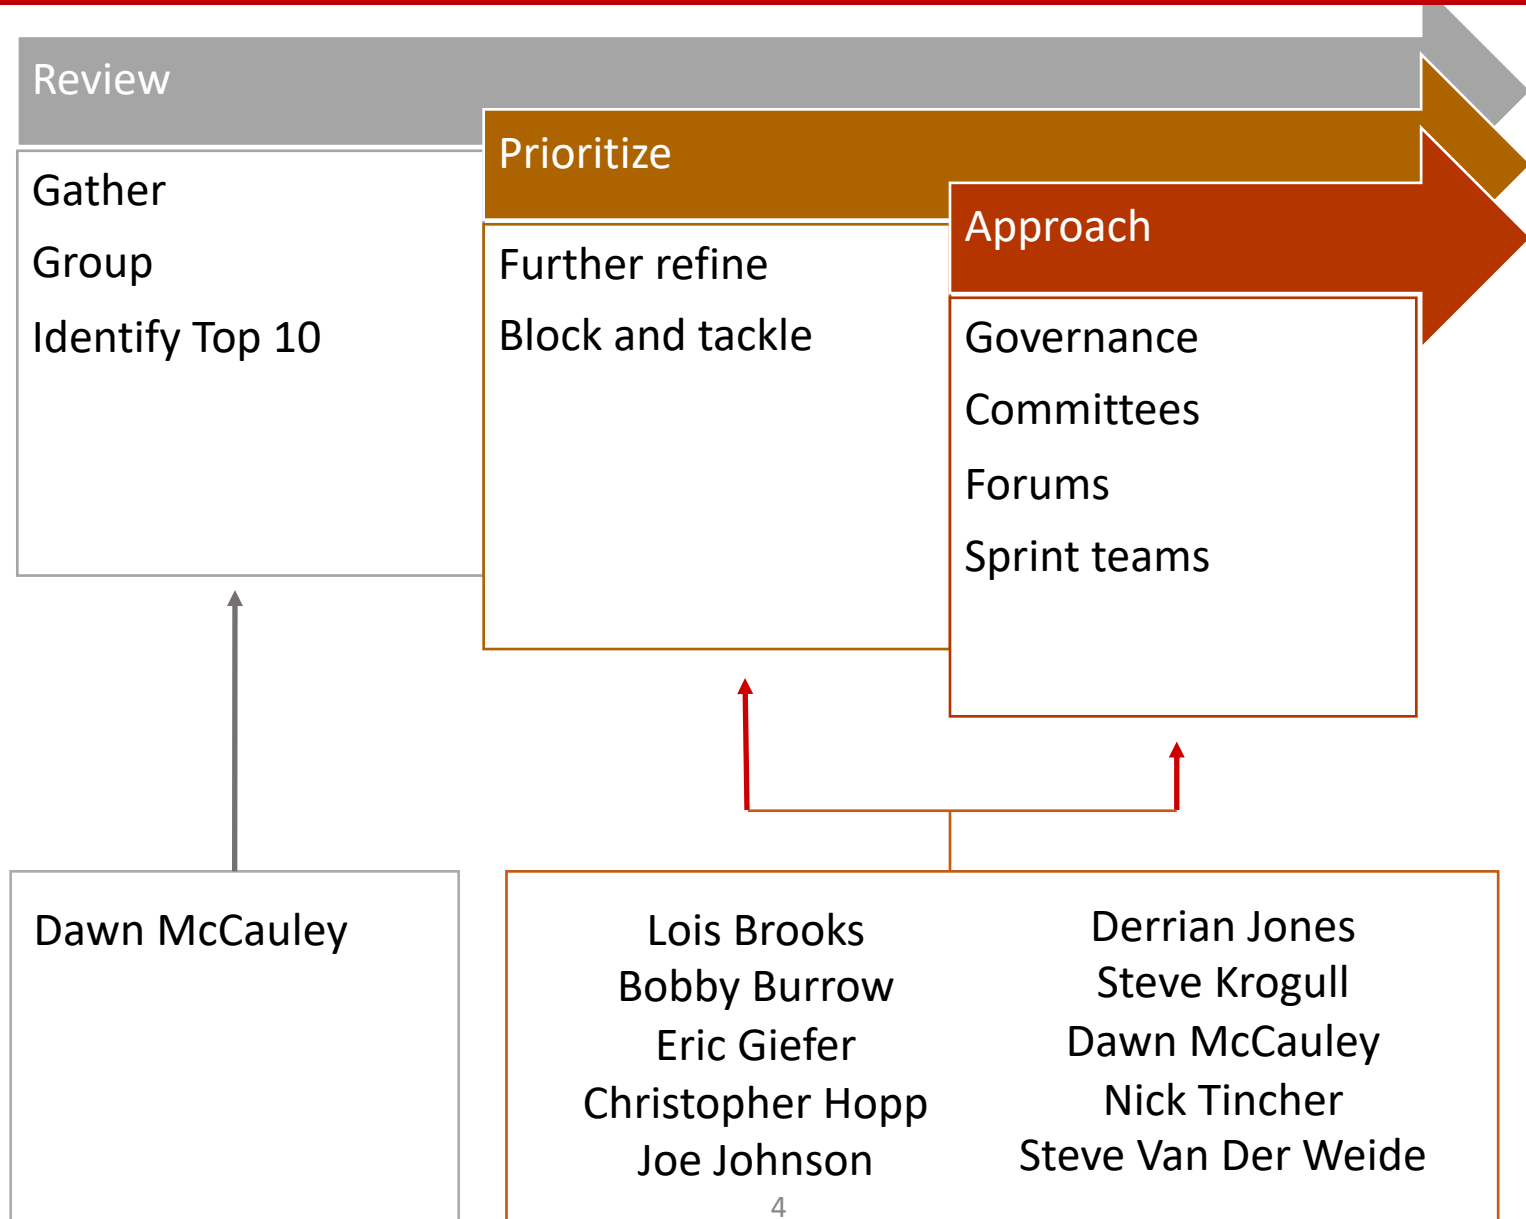 Review
Gather
Group
Identify Top 10
Prioritize
Further refine
Block and tackle
Approach
Governance
Committees
Forums
Sprint teams
Dawn McCauley
Lois Brooks
Bobby Burrow
Eric Giefer
Christopher Hopp
Joe Johnson
Derrian Jones
Steve Krogull
Dawn McCauley
Nick Tincher
Steve Van Der Weide
4